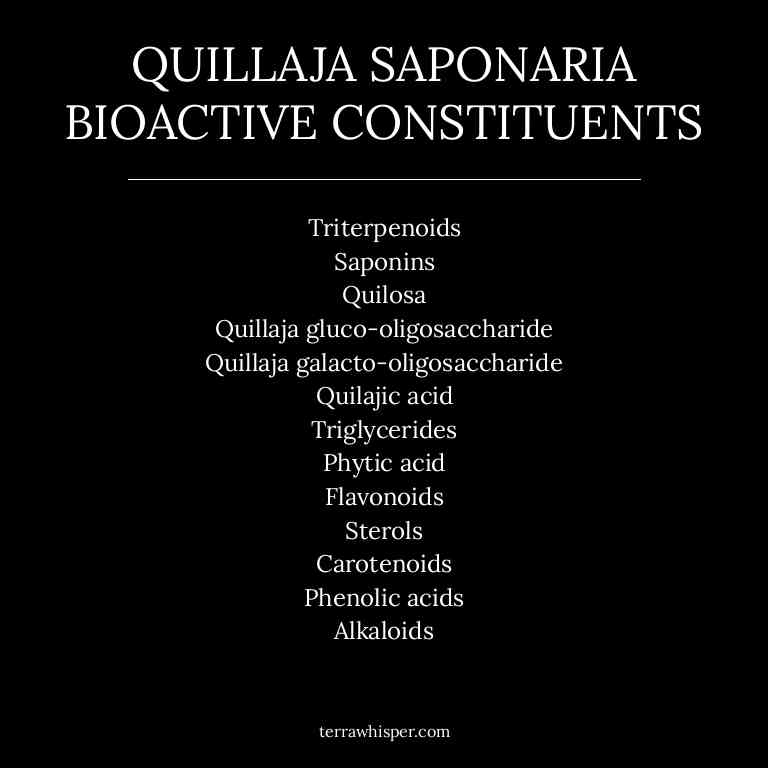 QUILLAJA SAPONARIA
BIOACTIVE CONSTITUENTS
Triterpenoids
Saponins
Quilosa
Quillaja gluco-oligosaccharide
Quillaja galacto-oligosaccharide
Quilajic acid
Triglycerides
Phytic acid
Flavonoids
Sterols
Carotenoids
Phenolic acids
Alkaloids
terrawhisper.com